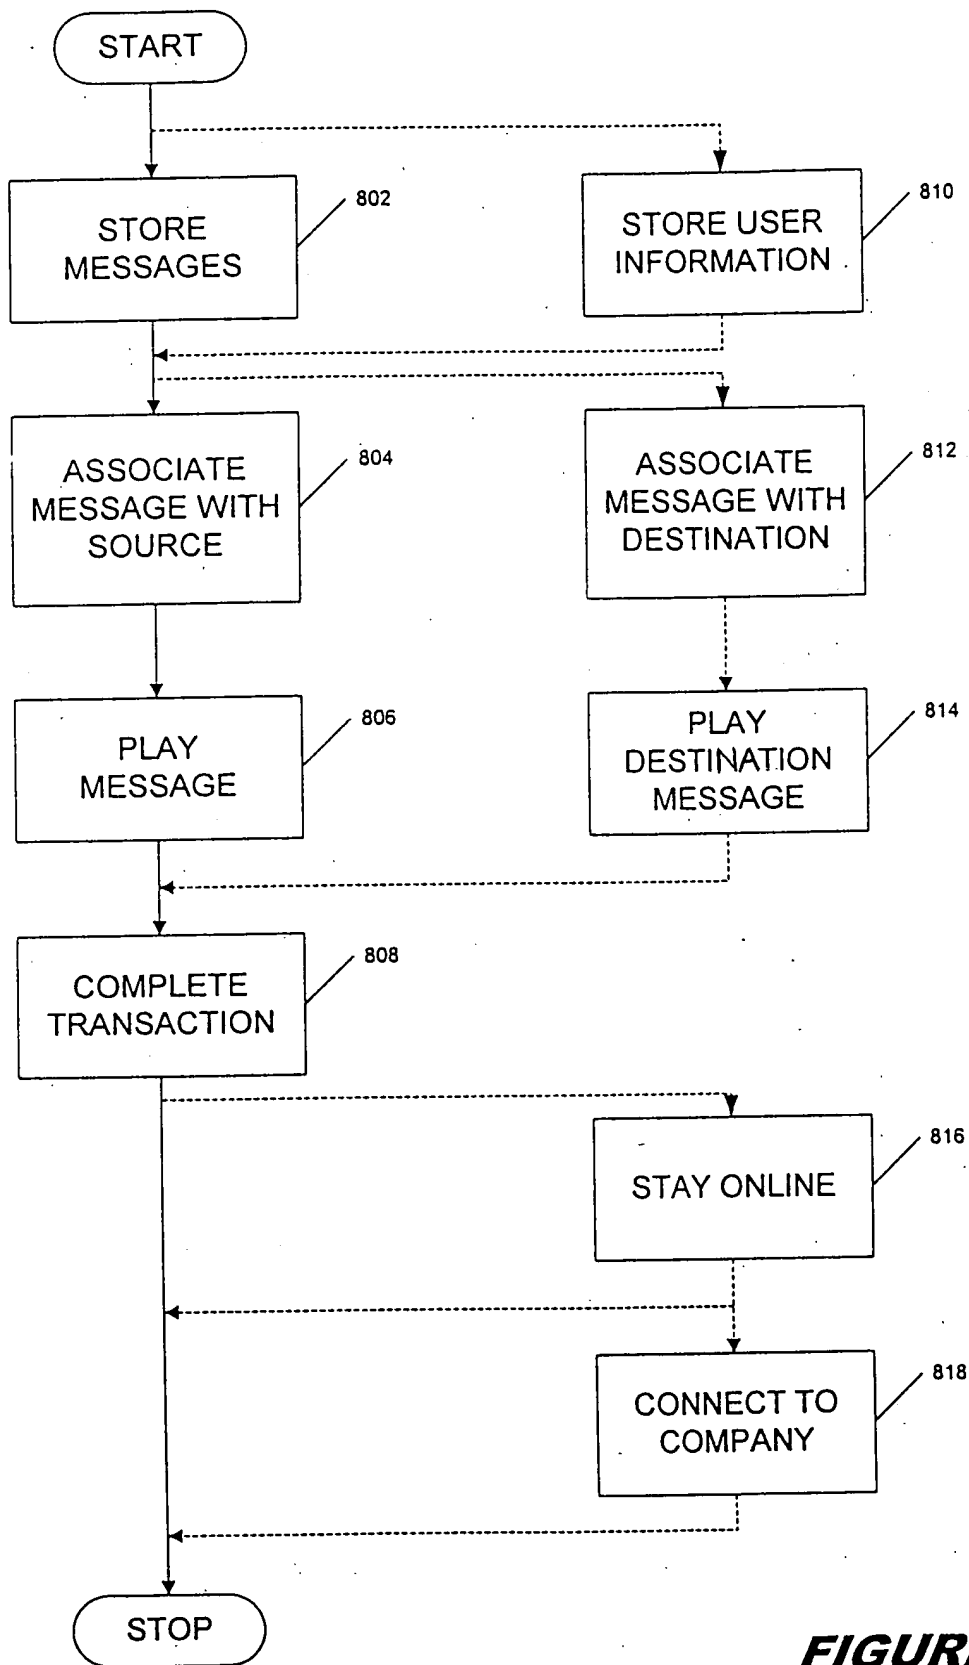 START
STORE
MESSAGES
802
STORE USER
INFORMATION
810
ASSOCIATE
MESSAGE WITH
SOURCE
804
ASSOCIATE
MESSAGE WITH
DESTINATION
812
PLAY
MESSAGE
806
PLAY
DESTINATION
MESSAGE
814
COMPLETE
TRANSACTION
808
STAY ONLINE
816
CONNECT TO
COMPANY
818
STOP